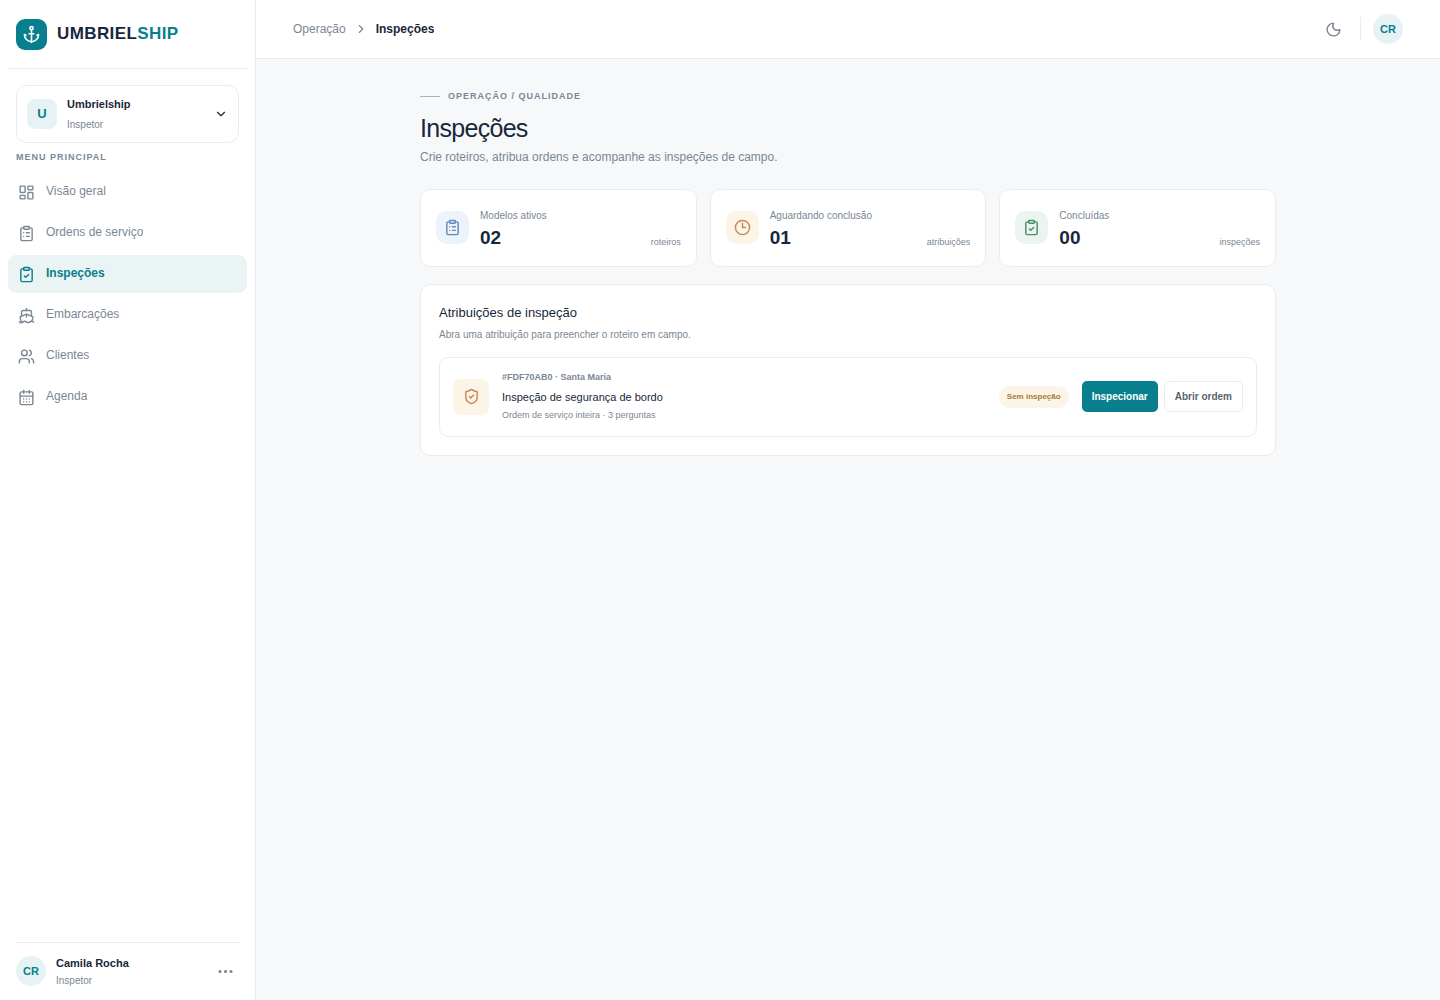 UMBRIELSHIP
U
Umbrielship
Inspetor
MENU PRINCIPAL
Visão geral
Ordens de serviço
Inspeções
Embarcações
Clientes
Agenda
CR
Camila Rocha
Inspetor
Operação
Inspeções
CR
OPERAÇÃO / QUALIDADE
Inspeções
Crie roteiros, atribua ordens e acompanhe as inspeções de campo.
Modelos ativos
02
roteiros
Aguardando conclusão
01
atribuições
Concluídas
00
inspeções
Atribuições de inspeção
Abra uma atribuição para preencher o roteiro em campo.
#FDF70AB0 · Santa Maria
Inspeção de segurança de bordo
Ordem de serviço inteira · 3 perguntas
Sem inspeção
Inspecionar
Abrir ordem